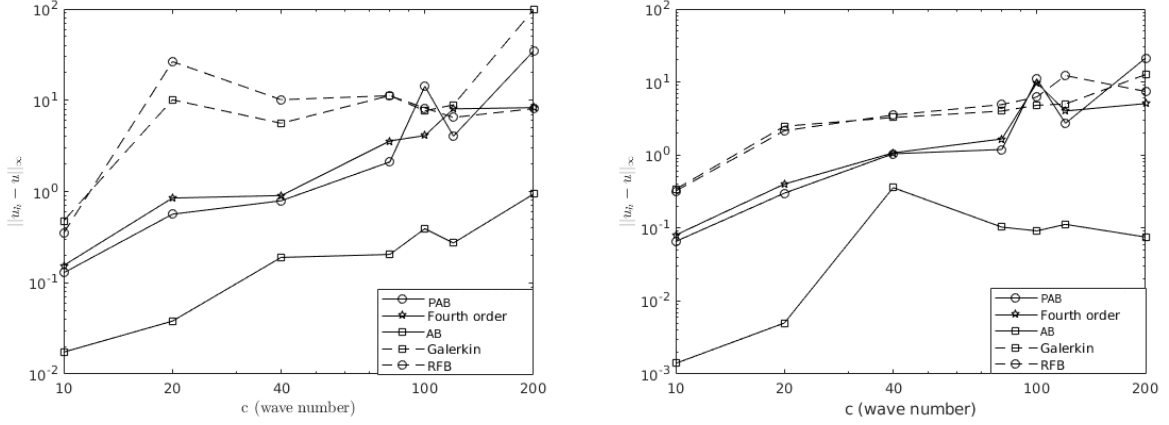 10^2
10^1
10^0
10^-1
10^-2
||u_h − u||_∞
10
20
40
100
200
c (wave number)
PAB
Fourth order
AB
Galerkin
RFB
10^2
10^1
10^0
10^-1
10^-2
10^-3
||u_h − u||_∞
10
20
40
100
200
c (wave number)
PAB
Fourth order
AB
Galerkin
RFB